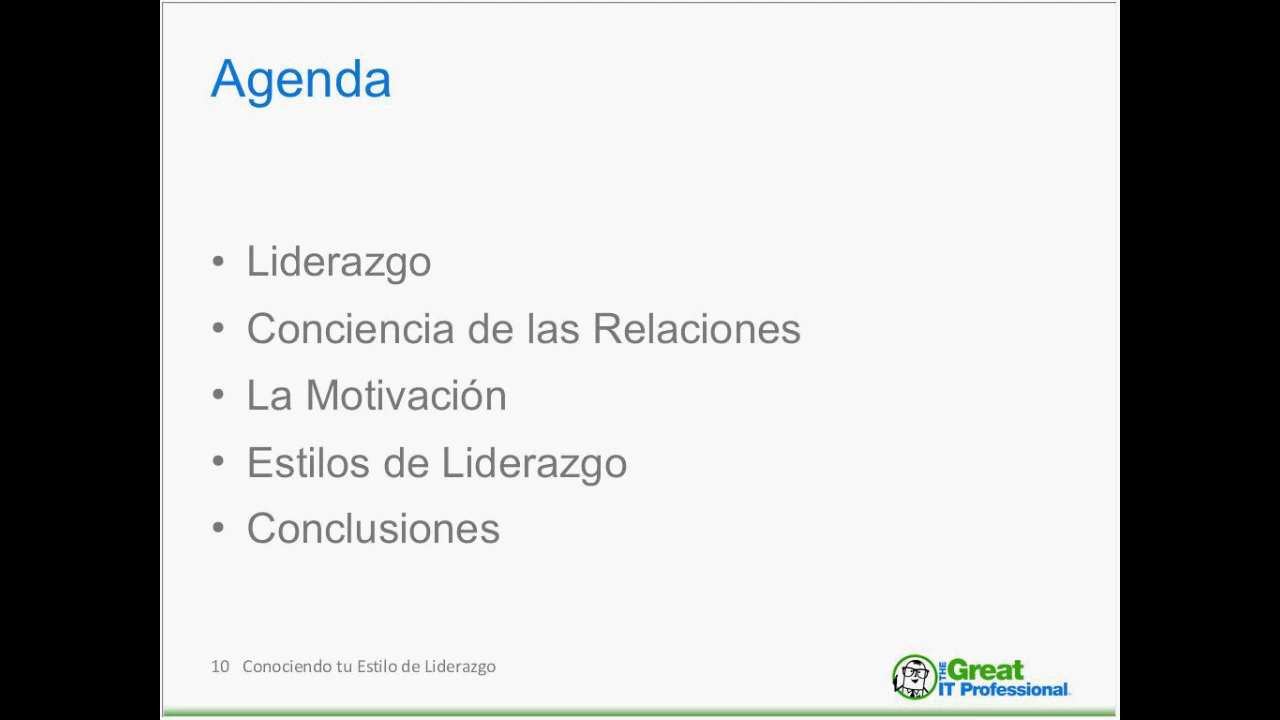 Agenda
• Liderazgo
• Conciencia de las Relaciones
• La Motivación
• Estilos de Liderazgo
• Conclusiones
10 Conociendo tu Estilo de Liderazgo
THE Great
IT Professional